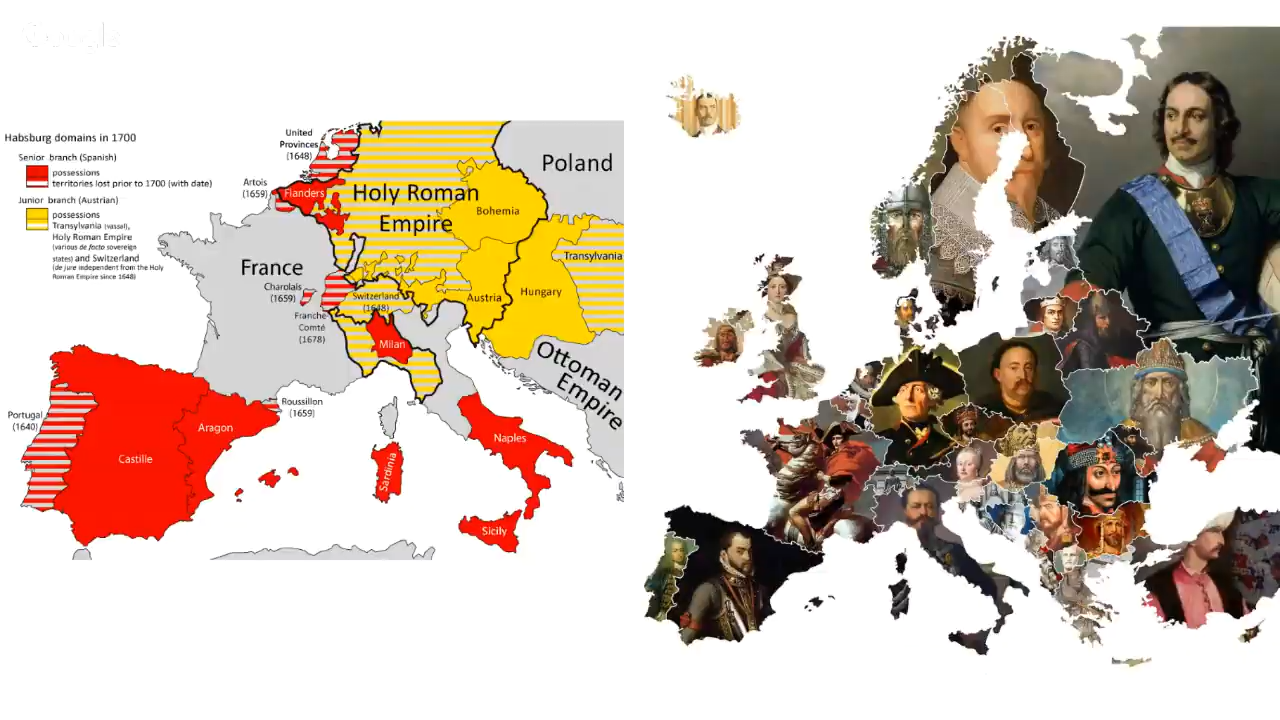 Goods
Habsburg domains in 1700
Senior branch (Spanish)
possessions
territories lost prior to 1700 (with date)
Junior branch (Austrian)
possessions
Transylvania (vassal),
Holy Roman Empire
(various de facto sovereign
states) and Switzerland
(de jure independent from the Holy
Roman Empire since 1648)
United
Provinces
(1648)
Artois
(1659)
Flanders
Holy Roman
Empire
Poland
Bohemia
Transylvania
France
Charolais
(1659)
Switzerland
(1648)
Austria
Hungary
Franche
Comté
(1678)
Milan
Ottoman
Empire
Roussillon
(1659)
Portugal
(1640)
Aragon
Castille
Naples
Sardinia
Sicily